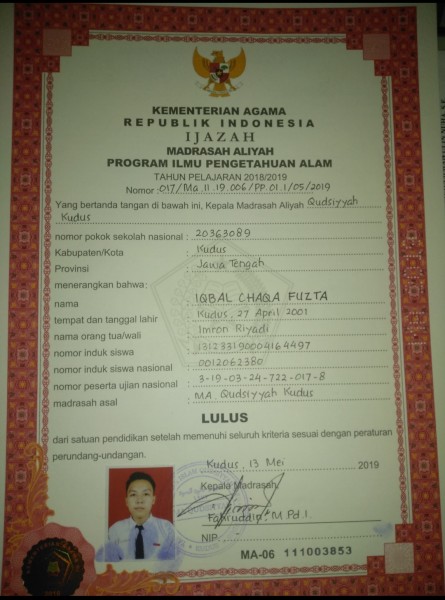 KEMENTERIAN AGAMA
REPUBLIK INDONESIA
IJAZAH
MADRASAH ALIYAH
PROGRAM ILMU PENGETAHUAN ALAM
TAHUN PELAJARAN 2018/2019
Nomor : 017/Ma.11.19.006/PP.01.1/05/2019
Yang bertanda tangan di bawah ini, Kepala Madrasah Aliyah Qudsiyyah
Kudus
nomor pokok sekolah nasional : 20363089
Kabupaten/Kota : Kudus
Provinsi : Jawa Tengah
menerangkan bahwa:
nama : IQBAL CHAQA FUZTA
tempat dan tanggal lahir : Kudus, 27 April 2001
nama orang tua/wali : Imron Riyadi
nomor induk siswa : 131233190004164497
nomor induk siswa nasional : 0012062380
nomor peserta ujian nasional : 3-19-03-24-722-017-8
madrasah asal : MA. Qudsiyyah Kudus
LULUS
dari satuan pendidikan setelah memenuhi seluruh kriteria sesuai dengan peraturan
perundang-undangan.
Kudus, 13 Mei 2019
Kepala Madrasah,
Fahruddin, M.Pd.I.
NIP. -
MA-06 111003853